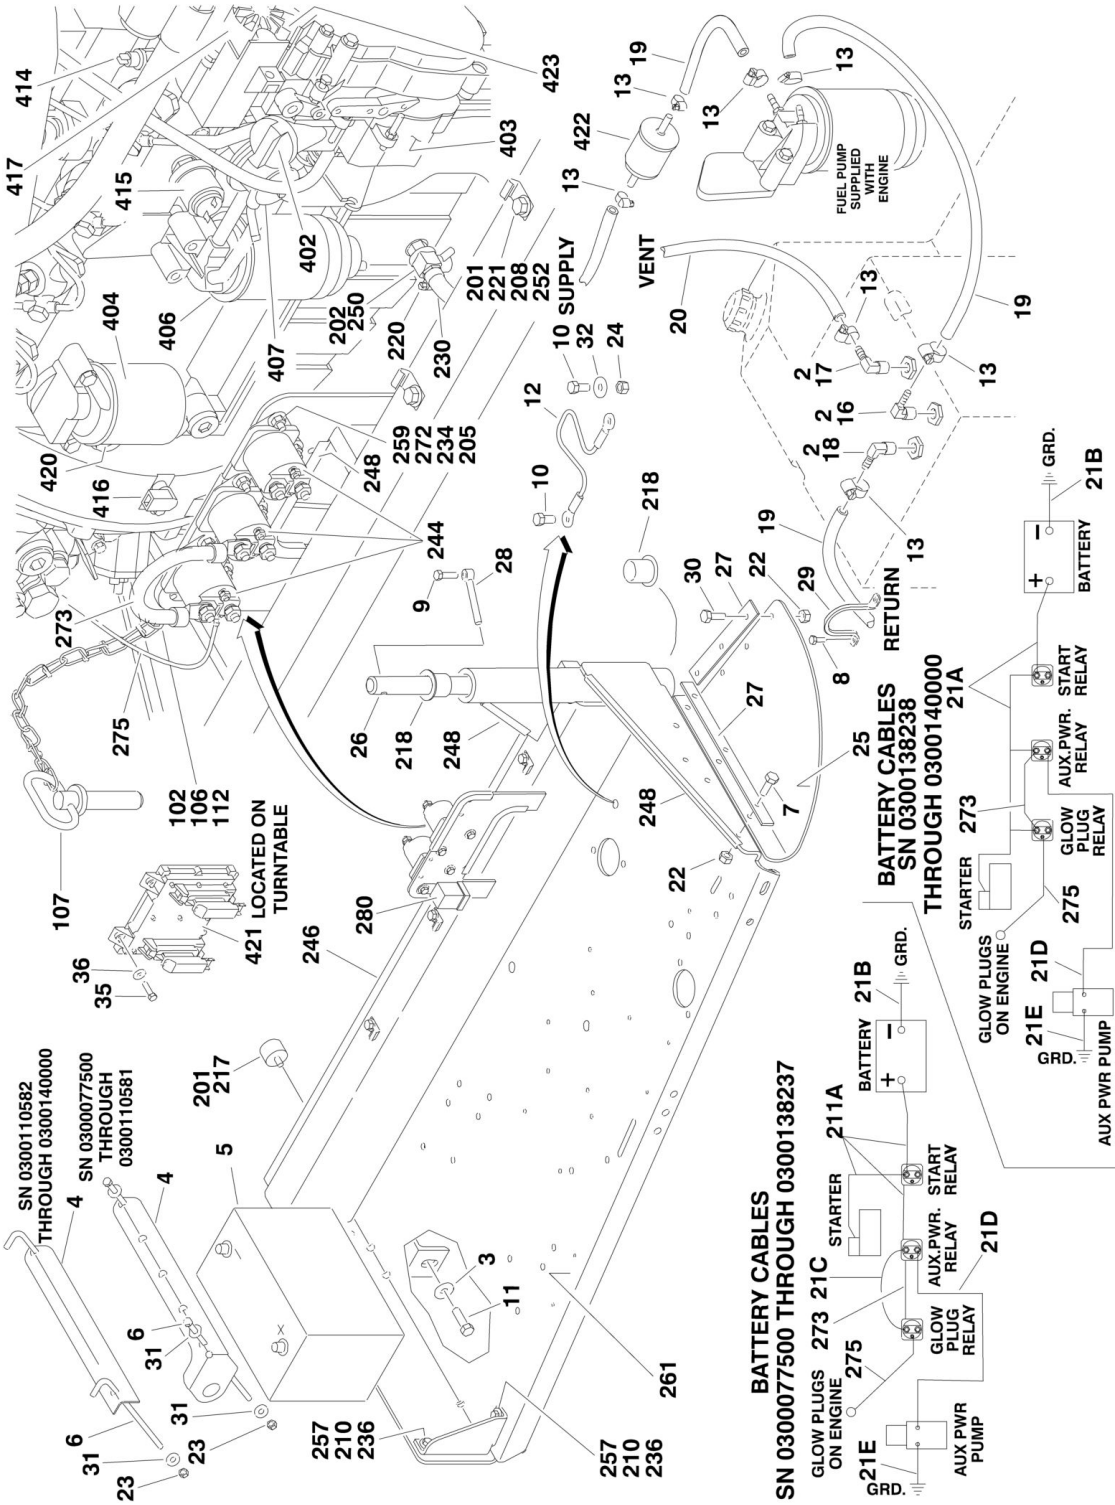 414
417
415
423
403
402
404
406
407
420
416
202
250
220
230
201
221
208
252
259
272
234
205
248
244
273
275
102
106
112
107
36
35
421 LOCATED ON
TURNTABLE
SN 0300110582
THROUGH 0300140000
SN 0300077500
THROUGH
0300110581
4
4
6
31
6
31
31
23
23
5
201
217
246
280
3
11
257
210
236
257
210
236
261
26
218
248
9
28
10
12
10
32
24
218
30
27
22
29
8
27
25
7
22
248
19
13
422
13
13
13
SUPPLY
VENT
20
FUEL PUMP
SUPPLIED
WITH
ENGINE
13
19
2
17
13
2
16
2
18
19
13
RETURN
BATTERY CABLES
SN 0300077500 THROUGH 0300138237
GLOW PLUGS
ON ENGINE
275
273
21C
STARTER
211A
BATTERY
+
−
21B
GRD.
START
RELAY
AUX.PWR.
RELAY
21D
GLOW
PLUG
RELAY
21E
GRD.
AUX PWR
PUMP
BATTERY CABLES
SN 0300138238
THROUGH 0300140000
21A
STARTER
273
GLOW PLUGS
ON ENGINE
275
GLOW
PLUG
RELAY
AUX.PWR.
RELAY
START
RELAY
+
−
BATTERY
GRD.
21B
21D
21E
GRD.
AUX PWR PUMP
X